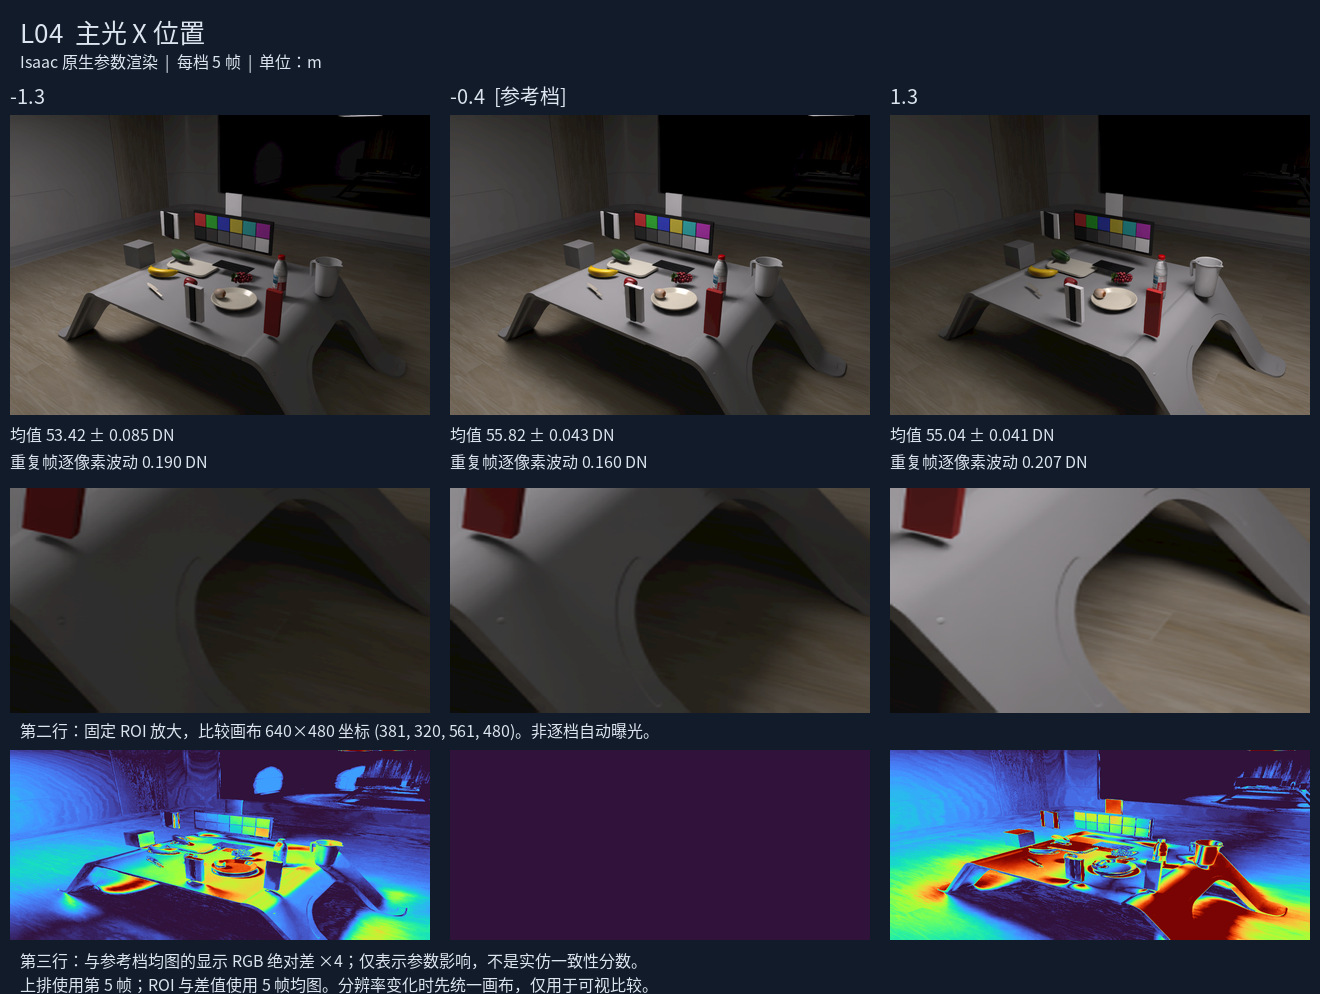 L04 主光 X 位置
Isaac 原生参数渲染 | 每档 5 帧 | 单位：m
-1.3
-0.4 [参考档]
1.3
均值 53.42 ± 0.085 DN
重复帧逐像素波动 0.190 DN
均值 55.82 ± 0.043 DN
重复帧逐像素波动 0.160 DN
均值 55.04 ± 0.041 DN
重复帧逐像素波动 0.207 DN
第二行：固定 ROI 放大，比较画布 640×480 坐标 (381, 320, 561, 480)。非逐档自动曝光。
第三行：与参考档均图的显示 RGB 绝对差 ×4；仅表示参数影响，不是实仿一致性分数。
上排使用第 5 帧；ROI 与差值使用 5 帧均图。分辨率变化时先统一画布，仅用于可视比较。